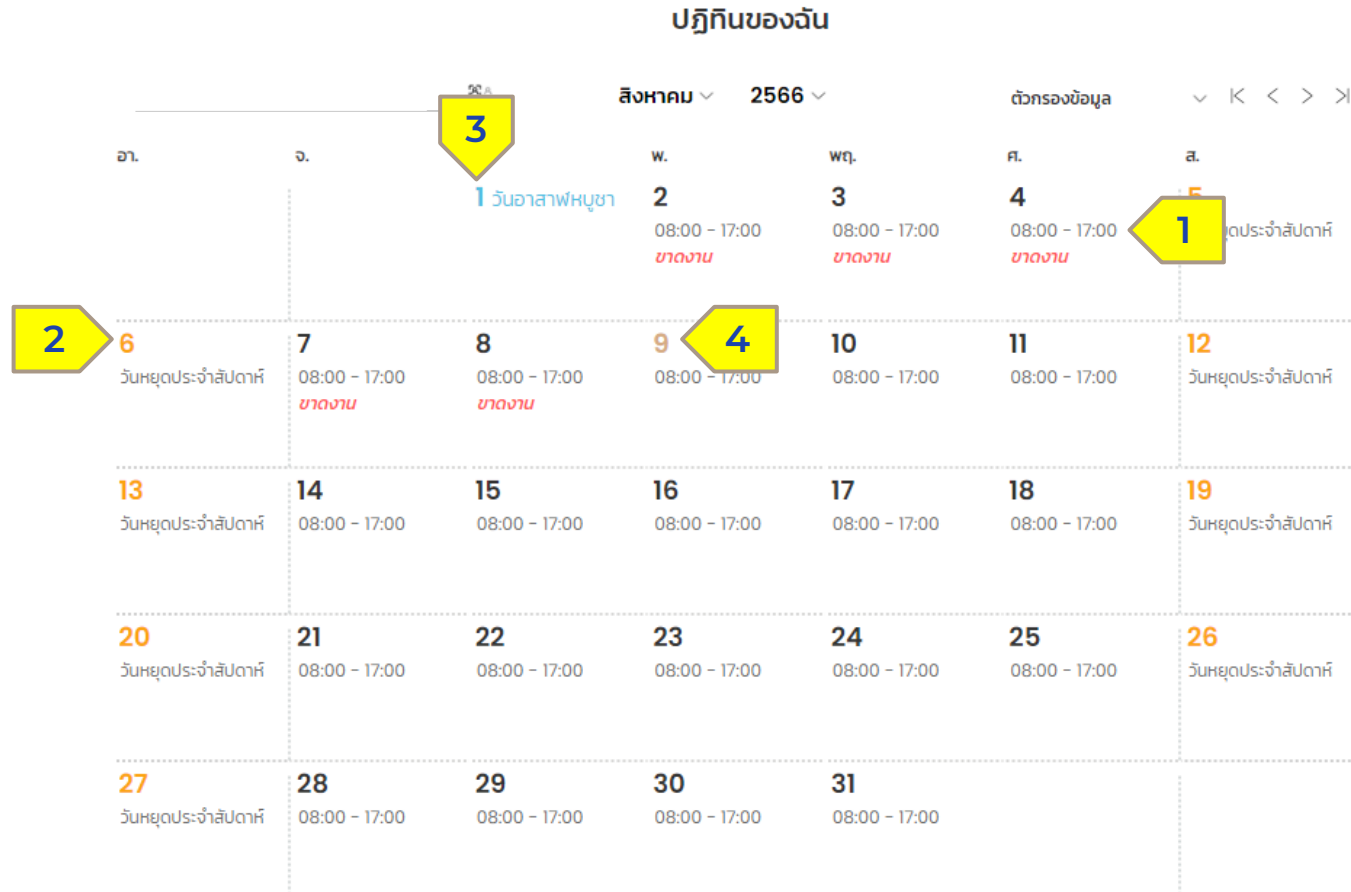 ปฏิทินของฉัน
สิงหาคม 2566 ตัวกรองข้อมูล
3
อา. จ. พ. พฤ. ศ. ส.
1 วันอาสาฬหบูชา 2 3 4 5
08:00 - 17:00 08:00 - 17:00 08:00 - 17:00 1
ขาดงาน ขาดงาน ขาดงาน
2 6 7 8 9 4 10 11 12
วันหยุดประจำสัปดาห์ 08:00 - 17:00 08:00 - 17:00 08:00 - 17:00 08:00 - 17:00 08:00 - 17:00 วันหยุดประจำสัปดาห์
ขาดงาน ขาดงาน
13 14 15 16 17 18 19
วันหยุดประจำสัปดาห์ 08:00 - 17:00 08:00 - 17:00 08:00 - 17:00 08:00 - 17:00 08:00 - 17:00 วันหยุดประจำสัปดาห์
20 21 22 23 24 25 26
วันหยุดประจำสัปดาห์ 08:00 - 17:00 08:00 - 17:00 08:00 - 17:00 08:00 - 17:00 08:00 - 17:00 วันหยุดประจำสัปดาห์
27 28 29 30 31
วันหยุดประจำสัปดาห์ 08:00 - 17:00 08:00 - 17:00 08:00 - 17:00 08:00 - 17:00